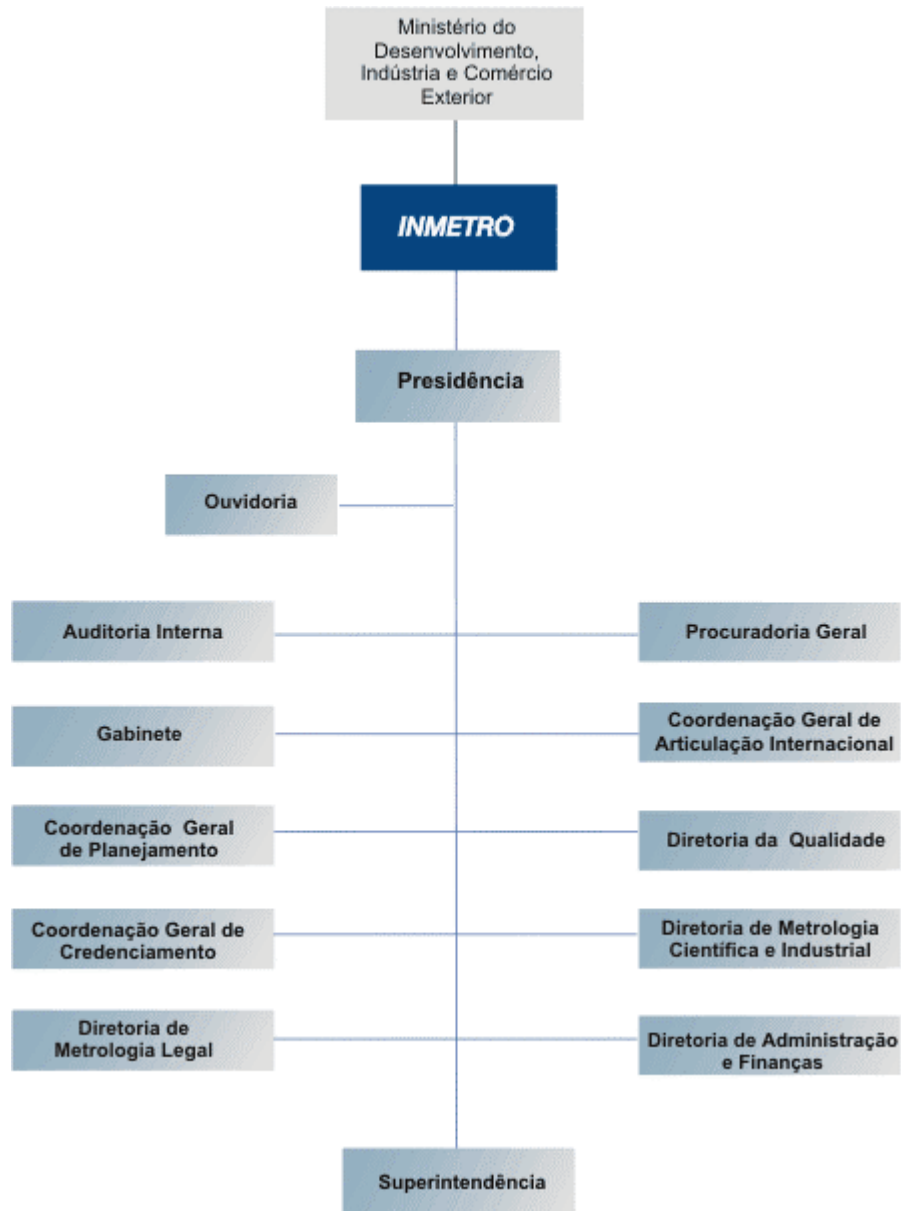 Ministério do
Desenvolvimento,
Indústria e Comércio
Exterior
INMETRO
Presidência
Ouvidoria
Auditoria Interna
Procuradoria Geral
Gabinete
Coordenação Geral de
Articulação Internacional
Coordenação Geral
de Planejamento
Diretoria da Qualidade
Coordenação Geral de
Credenciamento
Diretoria de Metrologia
Científica e Industrial
Diretoria de
Metrologia Legal
Diretoria de Administração
e Finanças
Superintendência